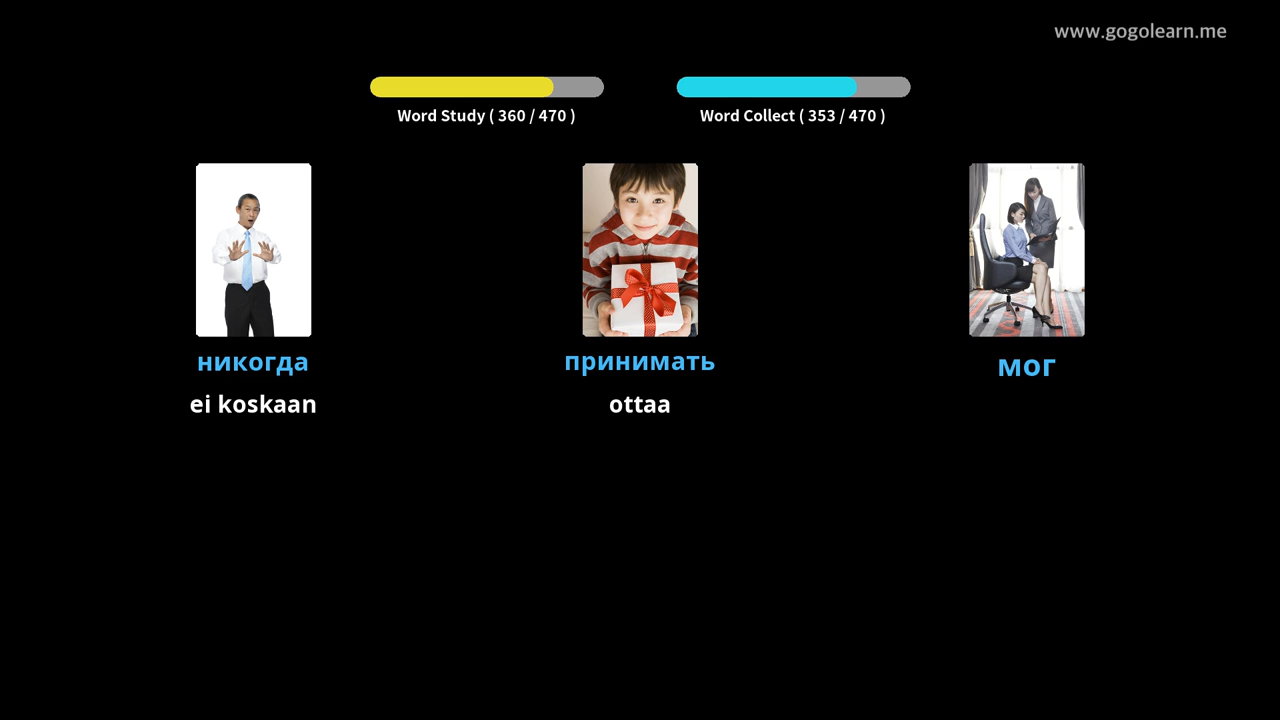 www.gogolearn.me
Word Study ( 360 / 470 )
Word Collect ( 353 / 470 )
никогда
принимать
мог
ei koskaan
ottaa